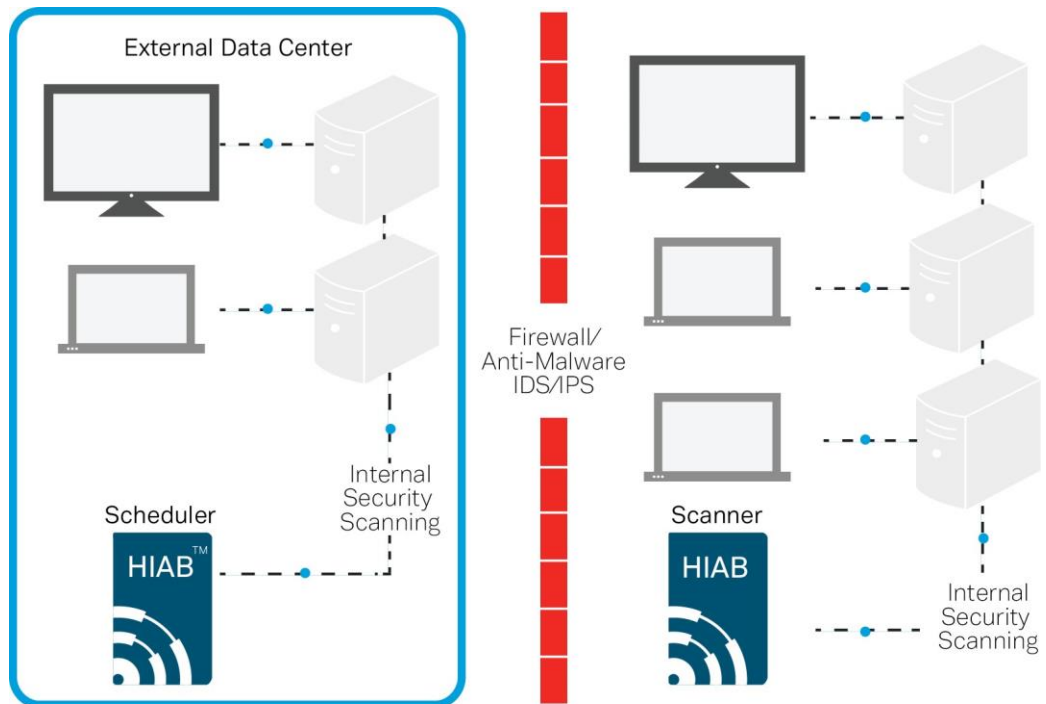 External Data Center
Firewall/
Anti-Malware
IDS/IPS
Internal
Security
Scanning
Scheduler
HIAB™
Scanner
HIAB
Internal
Security
Scanning